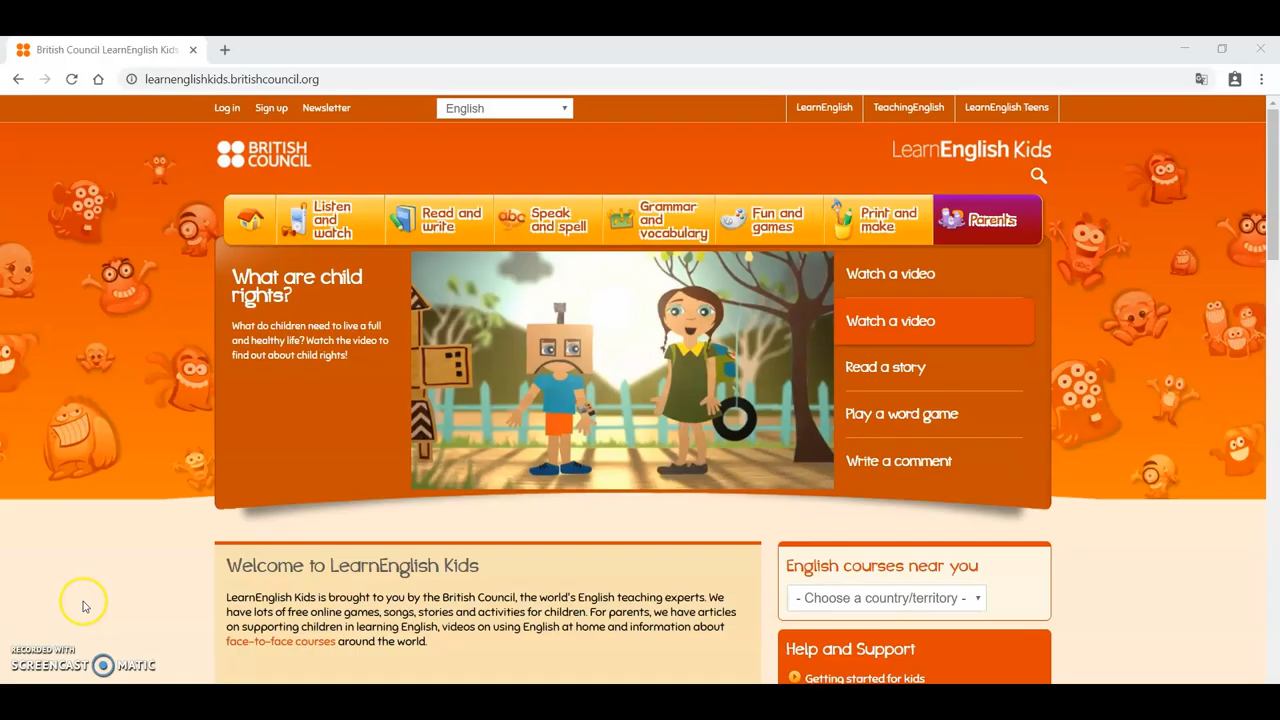 British Council LearnEnglish Kids
learnenglishkids.britishcouncil.org
Log in Sign up Newsletter English LearnEnglish TeachingEnglish LearnEnglish Teens
BRITISH
COUNCIL
LearnEnglish Kids
Listen
and
watch
Read and
write
abc
Speak
and spell
Grammar
and
vocabulary
Fun and
games
Print and
make
Parents
What are child
rights?
What do children need to live a full
and healthy life? Watch the video to
find out about child rights!
Watch a video
Watch a video
Read a story
Play a word game
Write a comment
Welcome to LearnEnglish Kids
LearnEnglish Kids is brought to you by the British Council, the world's English teaching experts. We
have lots of free online games, songs, stories and activities for children. For parents, we have articles
on supporting children in learning English, videos on using English at home and information about
face-to-face courses around the world.
English courses near you
- Choose a country/territory -
Help and Support
Getting started for kids
RECORDED WITH
SCREENCAST MATIC